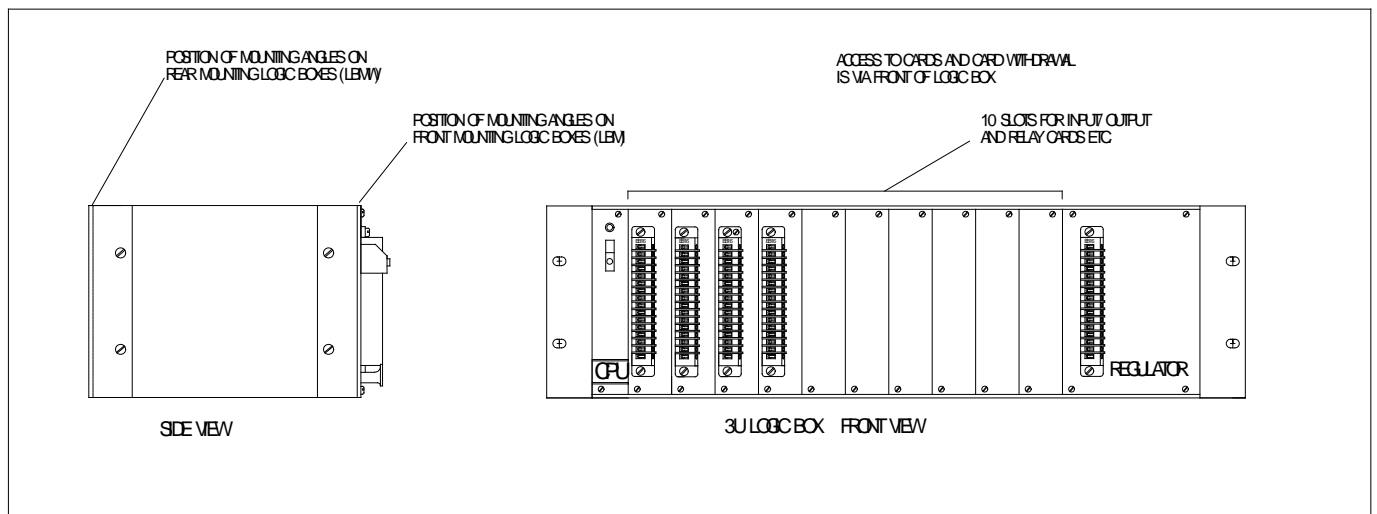 POSITION OF MOUNTING ANGLES ON
REAR MOUNTING LOGIC BOXES (LBMW)
POSITION OF MOUNTING ANGLES ON
FRONT MOUNTING LOGIC BOXES (LBM)
ACCESS TO CARDS AND CARD WITHDRAWAL
IS VIA FRONT OF LOGIC BOX
10 SLOTS FOR INPUT/OUTPUT
AND RELAY CARDS ETC
CPU
REGULATOR
SIDE VIEW
3U LOGIC BOX FRONT VIEW